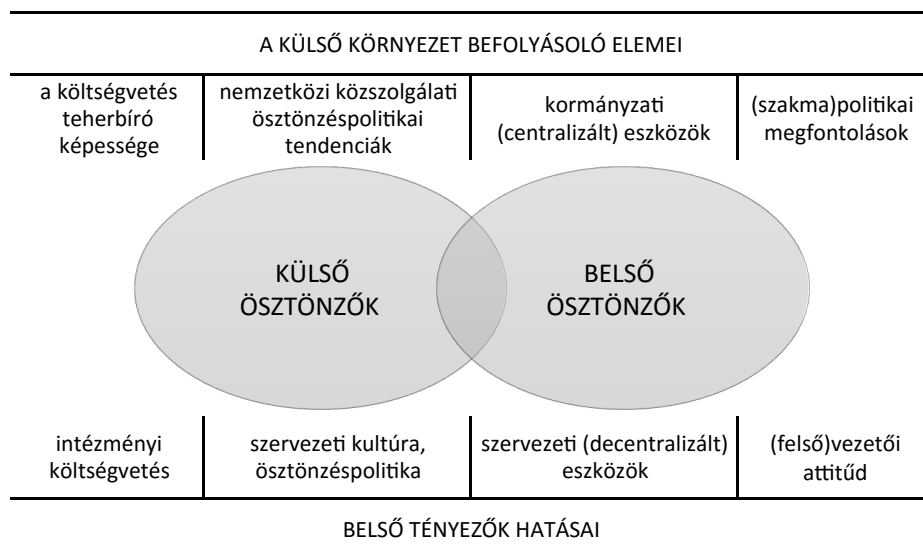 A KÜLSŐ KÖRNYEZET BEFOLYÁSOLÓ ELEMEI
a költségvetés
teherbíró
képessége
nemzetközi közszolgálati
ösztönzéspolitikai
tendenciák
kormányzati
(centralizált) eszközök
(szakma)politikai
megfontolások
KÜLSŐ
ÖSZTÖNZŐK
BELSŐ
ÖSZTÖNZŐK
intézményi
költségvetés
szervezeti kultúra,
ösztönzéspolitika
szervezeti (decentralizált)
eszközök
(felső)vezetői
attitűd
BELSŐ TÉNYEZŐK HATÁSAI